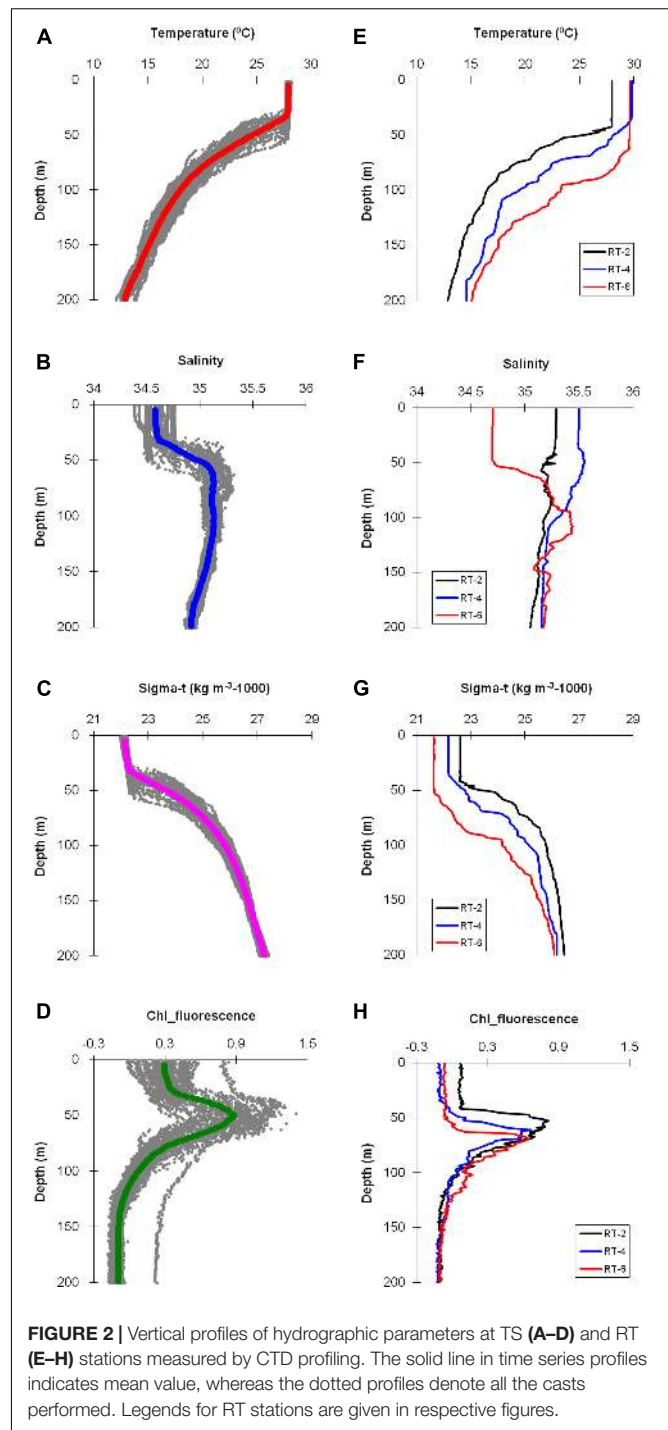 A
Temperature (⁰C)
10 15 20 25 30
0
50
100
150
200
Depth (m)
E
Temperature (⁰C)
10 15 20 25 30
0
50
100
150
200
Depth (m)
RT-2
RT-4
RT-6
B
Salinity
34 34.5 35 35.5 36
0
50
100
150
200
Depth (m)
F
Salinity
34 34.5 35 35.5 36
0
50
100
150
200
Depth (m)
RT-2
RT-4
RT-6
C
Sigma-t (kg m⁻³-1000)
21 23 25 27 29
0
50
100
150
200
Depth (m)
G
Sigma-t (kg m⁻³-1000)
21 23 25 27 29
0
50
100
150
200
Depth (m)
RT-2
RT-4
RT-6
D
Chl_fluorescence
-0.3 0.3 0.9 1.5
0
50
100
150
200
Depth (m)
H
Chl_fluorescence
-0.3 0.3 0.9 1.5
0
50
100
150
200
Depth (m)
RT-2
RT-4
RT-6
FIGURE 2 | Vertical profiles of hydrographic parameters at TS (A–D) and RT
(E–H) stations measured by CTD profiling. The solid line in time series profiles
indicates mean value, whereas the dotted profiles denote all the casts
performed. Legends for RT stations are given in respective figures.